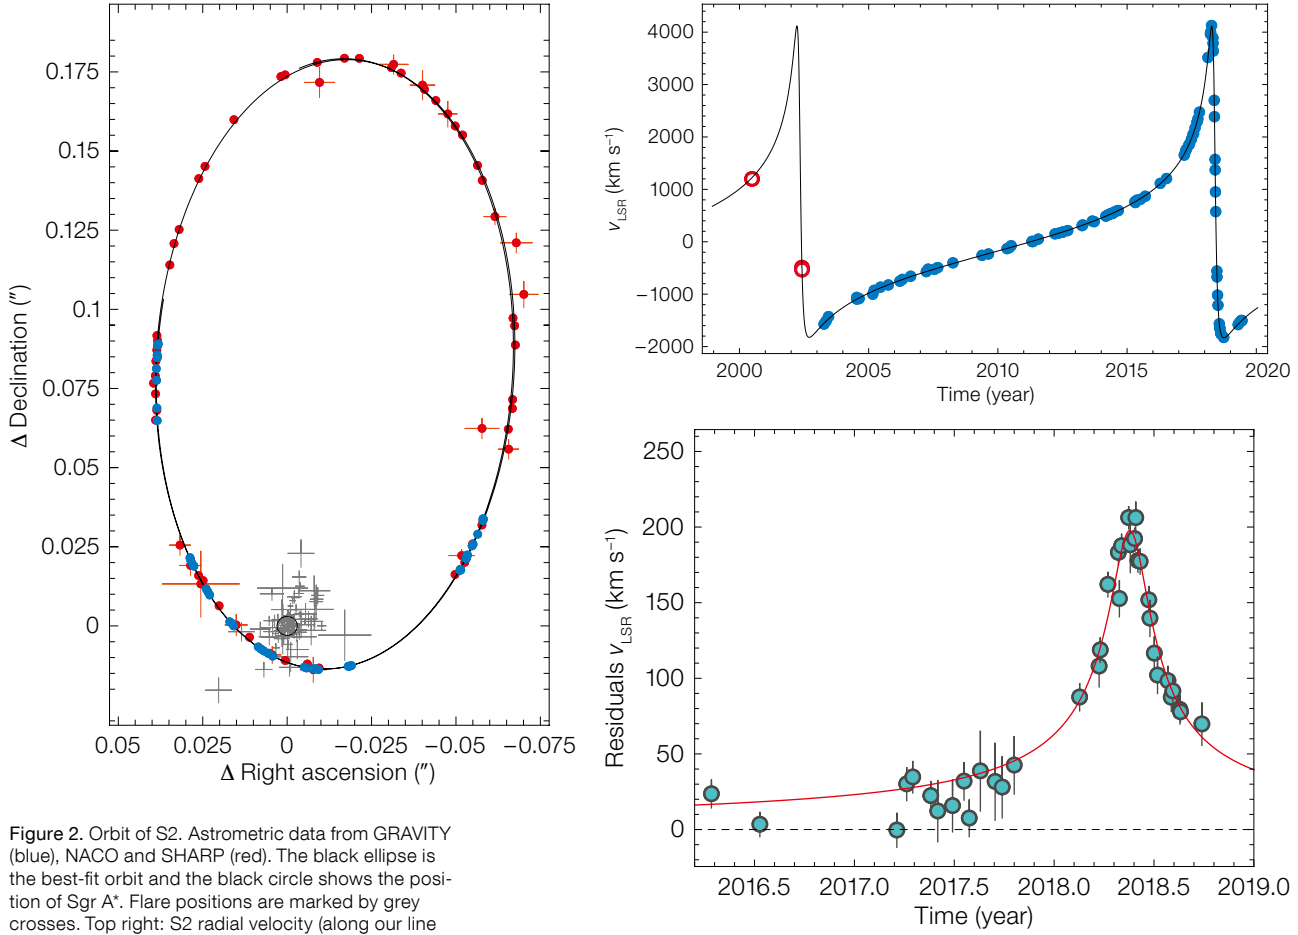 0.175
0.15
0.125
0.1
0.075
0.05
0.025
0
Δ Declination (″)
0.05 0.025 0 −0.025 −0.05 −0.075
Δ Right ascension (″)
4000
3000
2000
1000
0
−1000
−2000
v LSR (km s−1)
2000 2005 2010 2015 2020
Time (year)
250
200
150
100
50
0
Residuals v LSR (km s−1)
2016.5 2017.0 2017.5 2018.0 2018.5 2019.0
Time (year)
Figure 2. Orbit of S2. Astrometric data from GRAVITY
(blue), NACO and SHARP (red). The black ellipse is
the best-fit orbit and the black circle shows the posi-
tion of Sgr A*. Flare positions are marked by grey
crosses. Top right: S2 radial velocity (along our line